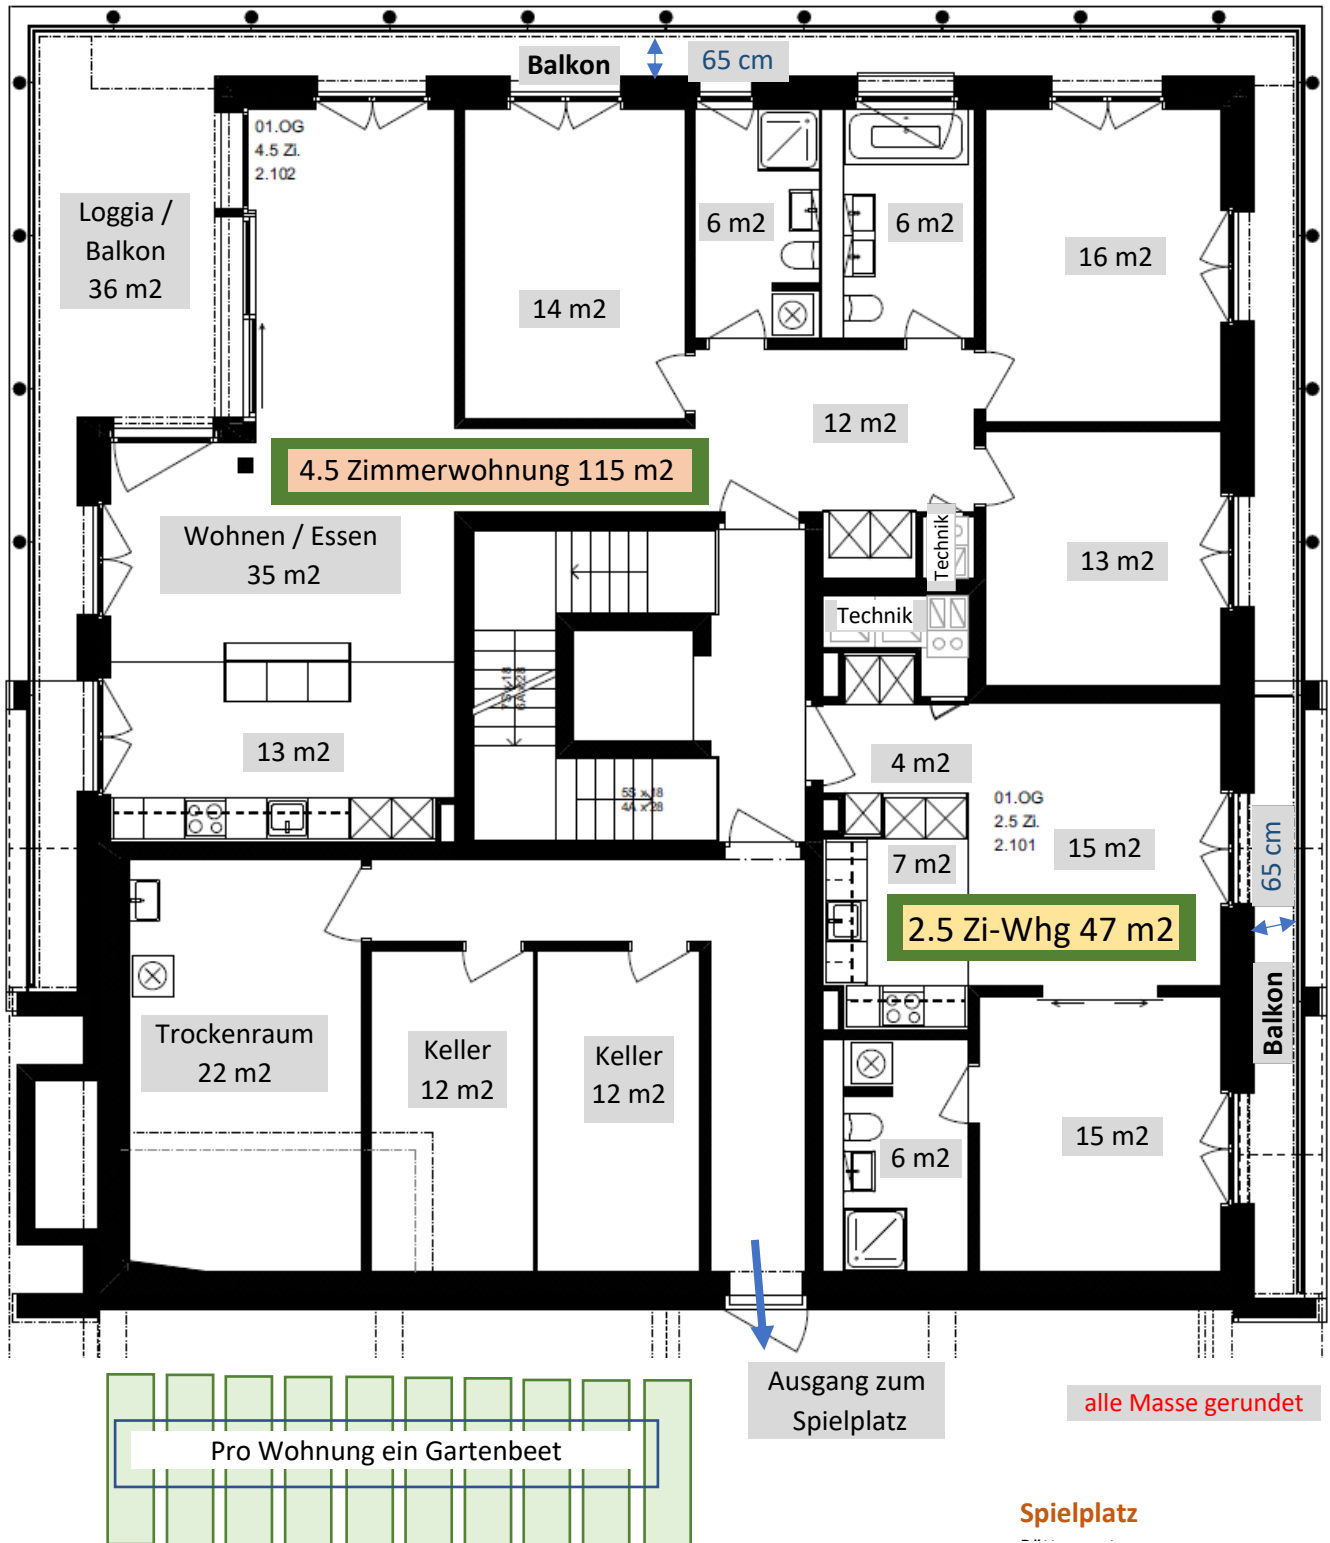 Balkon
65 cm
01.OG
4.5 Zi.
2.102
Loggia /
Balkon
36 m2
14 m2
6 m2
6 m2
16 m2
12 m2
4.5 Zimmerwohnung 115 m2
Wohnen / Essen
35 m2
Technik
Technik
13 m2
13 m2
4 m2
5S x 18
4A x 28
01.OG
2.5 Zi.
2.101
15 m2
7 m2
65 cm
2.5 Zi-Whg 47 m2
Balkon
Trockenraum
22 m2
Keller
12 m2
Keller
12 m2
15 m2
6 m2
Ausgang zum
Spielplatz
alle Masse gerundet
Pro Wohnung ein Gartenbeet
Spielplatz